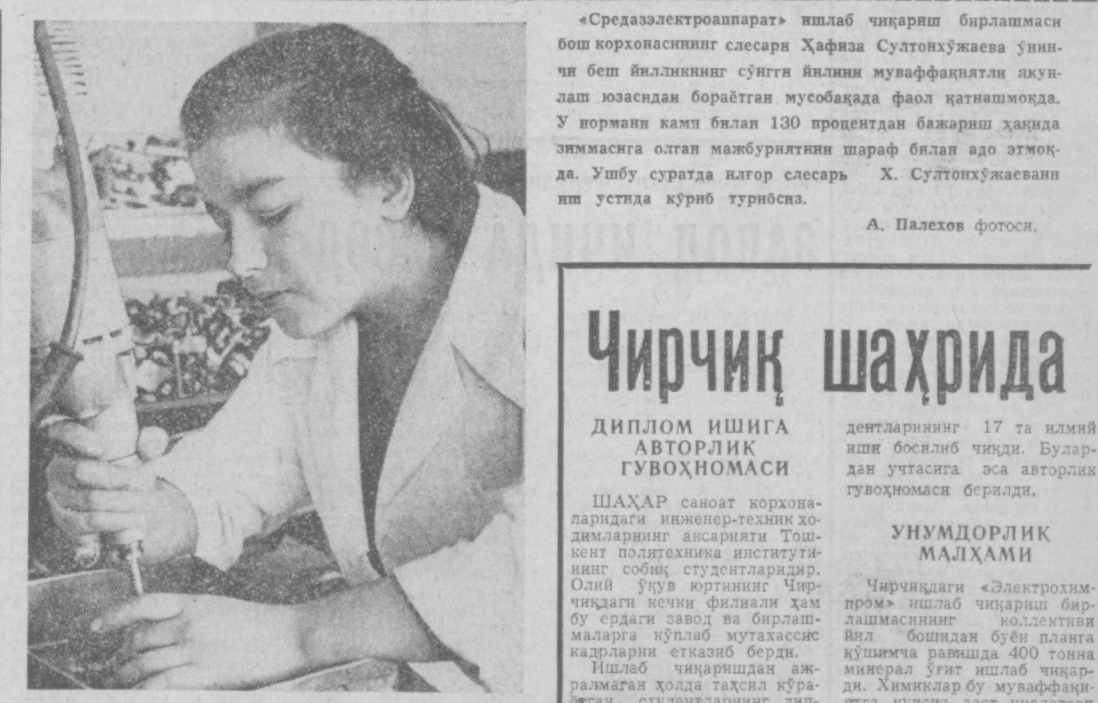 «Средазэлектроаппарат» ишлаб чиқариш бирлашмаси
бош корхонасининг слесари Ҳафиза Султонхўжаева ўнин-
чи беш йилликнинг сўнгги йилини муваффақиятли якун-
лаш юзасидан бораётган мусобақада фаол қатнашмоқда.
У нормани ками билан 130 процентдан бажариш ҳақида
зиммасига олган мажбуриятини шараф билан адо этмоқ-
да. Ушбу суратда илғор слесарь Х. Султонхўжаевани
иш устида кўриб турибсиз.
А. Палехов фотоси.
Чирчиқ шаҳрида
ДИПЛОМ ИШИГА
АВТОРЛИК
ГУВОҲНОМАСИ
ШАҲАР саноат корхона-
ларидаги инженер-техник хо-
димларнинг аксарияти Тош-
кент политехника институти-
нинг собиқ студентларидир.
Олий ўқув юртининг Чир-
чиқдаги кечки филиали ҳам
бу ердаги завод ва бирлаш-
маларга кўплаб мутахассис
кадрларни етказиб берди.
Ишлаб чиқаришдан аж-
ралмаган ҳолда таҳсил кўра-
ётган студентларнинг дип-
дентларининг 17 та илмий
иши босилиб чиқди. Булар-
дан учтасига эса авторлик
гувоҳномаси берилди.
УНУМДОРЛИК
МАЛҲАМИ
Чирчиқдаги «Электрохим-
пром» ишлаб чиқариш бир-
лашмасининг коллективи
йил бошидан буён планга
қўшимча равишда 400 тонна
минерал ўғит ишлаб чиқар-
ди. Химиклар бу муваффақи-